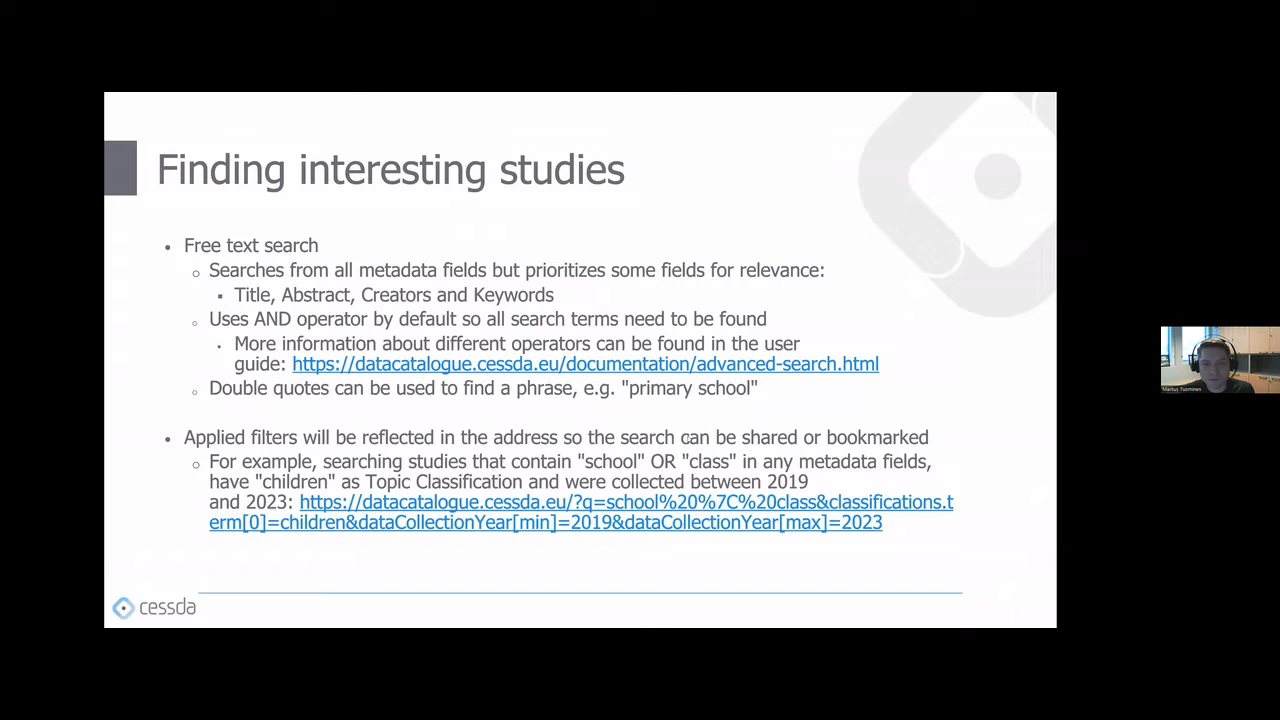 Finding interesting studies
• Free text search
o Searches from all metadata fields but prioritizes some fields for relevance:
▪ Title, Abstract, Creators and Keywords
o Uses AND operator by default so all search terms need to be found
• More information about different operators can be found in the user
guide: https://datacatalogue.cessda.eu/documentation/advanced-search.html
o Double quotes can be used to find a phrase, e.g. "primary school"
• Applied filters will be reflected in the address so the search can be shared or bookmarked
o For example, searching studies that contain "school" OR "class" in any metadata fields,
have "children" as Topic Classification and were collected between 2019
and 2023: https://datacatalogue.cessda.eu/?q=school%20%7C%20class&classifications.t
erm[0]=children&dataCollectionYear[min]=2019&dataCollectionYear[max]=2023
cessda
Markus Tuominen